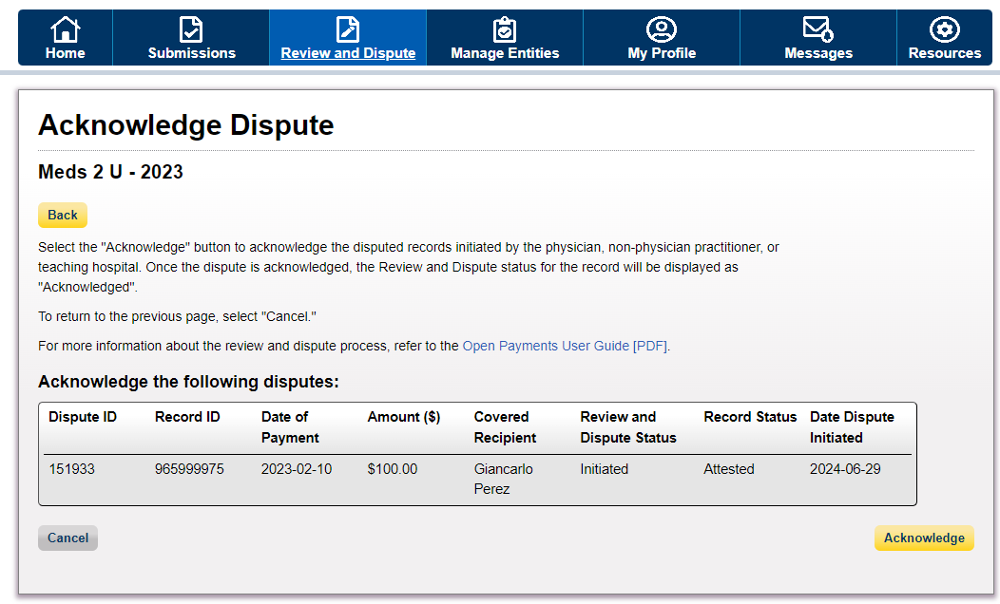 Home Submissions Review and Dispute Manage Entities My Profile Messages Resources
Acknowledge Dispute
Meds 2 U - 2023
Back
Select the "Acknowledge" button to acknowledge the disputed records initiated by the physician, non-physician practitioner, or
teaching hospital. Once the dispute is acknowledged, the Review and Dispute status for the record will be displayed as
"Acknowledged".
To return to the previous page, select "Cancel."
For more information about the review and dispute process, refer to the Open Payments User Guide [PDF].
Acknowledge the following disputes:
Dispute ID Record ID Date of Amount ($) Covered Review and Record Status Date Dispute
Payment Recipient Dispute Status Initiated
151933 965999975 2023-02-10 $100.00 Giancarlo Initiated Attested 2024-06-29
Perez
Cancel Acknowledge